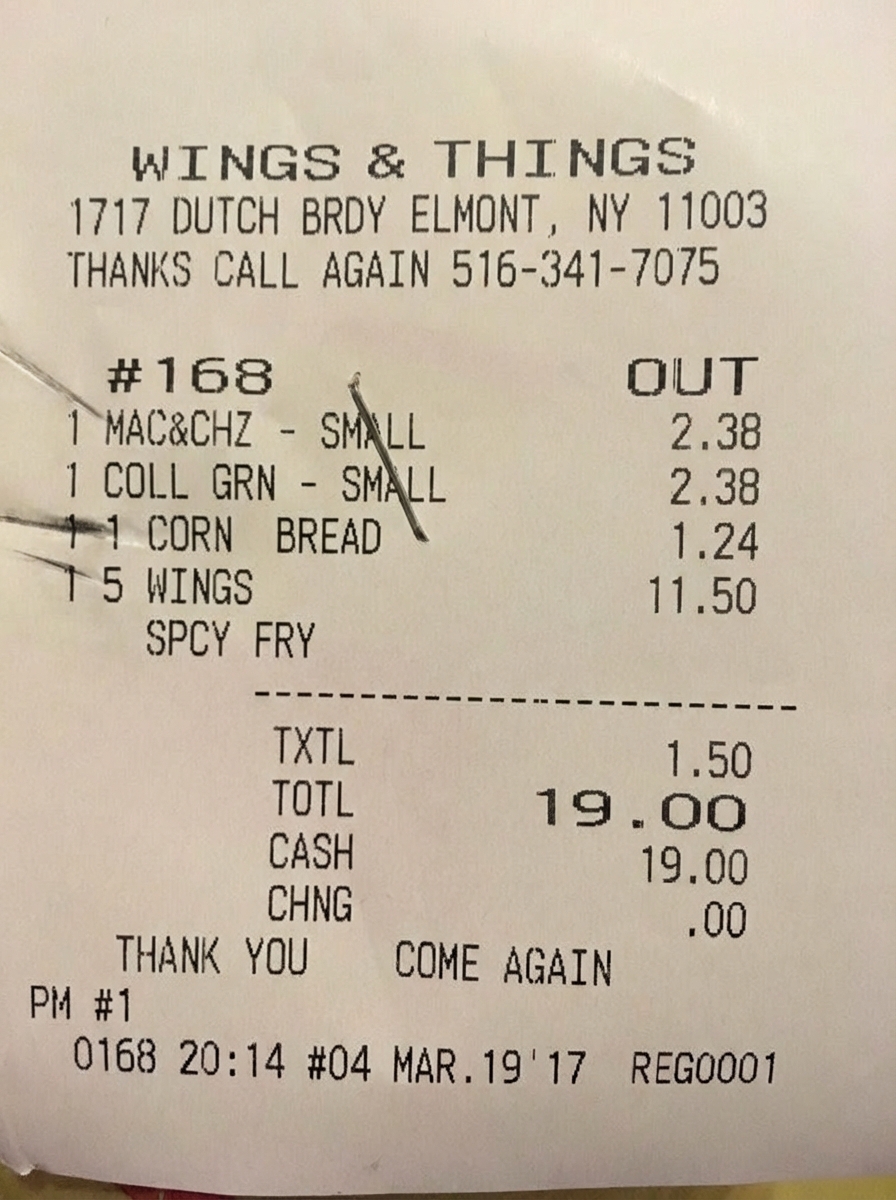 WINGS & THINGS
1717 DUTCH BRDY ELMONT, NY 11003
THANKS CALL AGAIN 516-341-7075
#168 OUT
1 MAC&CHZ - SMALL 2.38
1 COLL GRN - SMALL 2.38
1 1 CORN BREAD 1.24
1 5 WINGS 11.50
SPCY FRY
TXTL 1.50
TOTL 19.00
CASH 19.00
CHNG .00
THANK YOU COME AGAIN
PM #1
0168 20:14 #04 MAR.19'17 REG0001